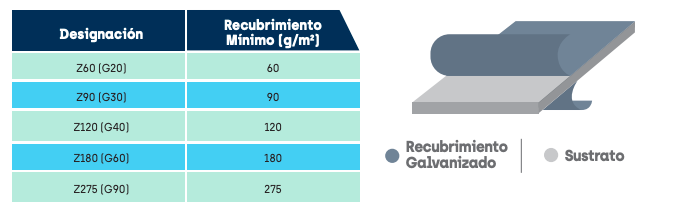 Designación
Recubrimiento
Mínimo (g/m²)
Z60 (G20) 60
Z90 (G30) 90
Z120 (G40) 120
Z180 (G60) 180
Z275 (G90) 275
Recubrimiento
Galvanizado
Sustrato